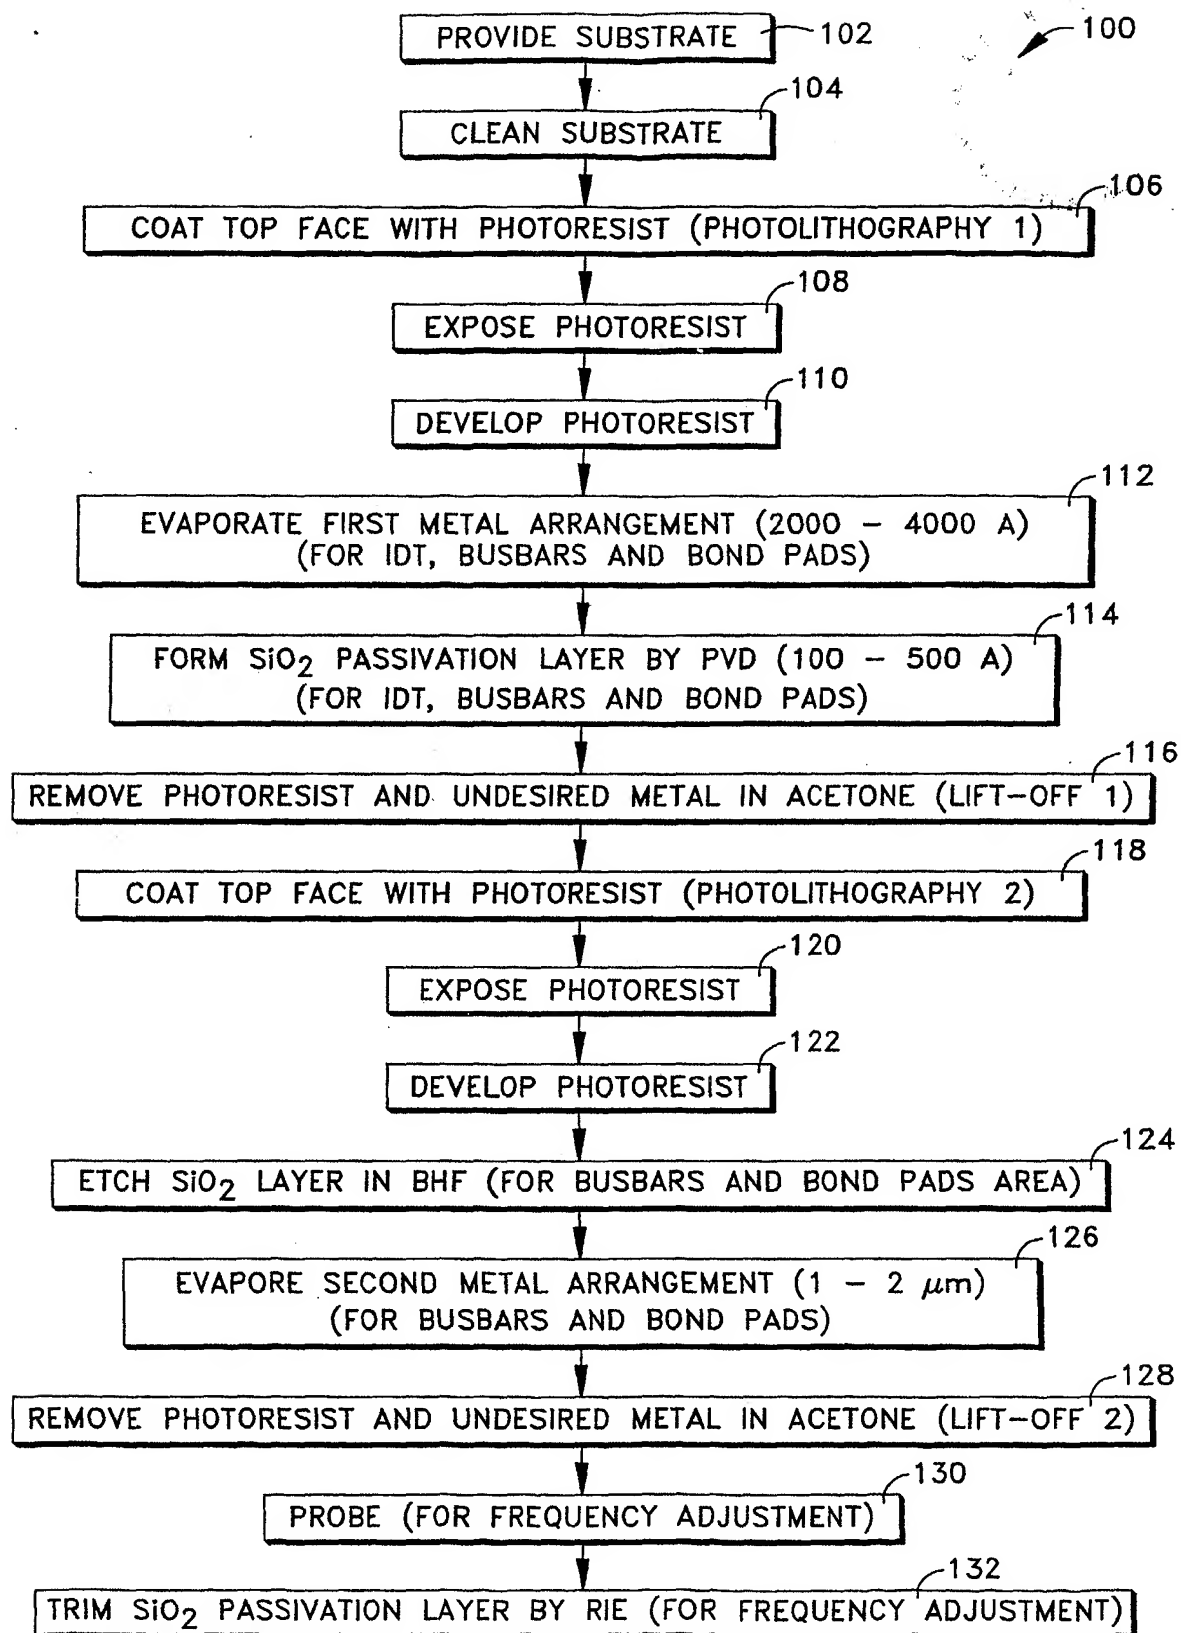 100
PROVIDE SUBSTRATE 102
CLEAN SUBSTRATE 104
COAT TOP FACE WITH PHOTORESIST (PHOTOLITHOGRAPHY 1) 106
EXPOSE PHOTORESIST 108
DEVELOP PHOTORESIST 110
EVAPORATE FIRST METAL ARRANGEMENT (2000 – 4000 A) 112
(FOR IDT, BUSBARS AND BOND PADS)
FORM SiO2 PASSIVATION LAYER BY PVD (100 – 500 A) 114
(FOR IDT, BUSBARS AND BOND PADS)
REMOVE PHOTORESIST AND UNDESIRED METAL IN ACETONE (LIFT-OFF 1) 116
COAT TOP FACE WITH PHOTORESIST (PHOTOLITHOGRAPHY 2) 118
EXPOSE PHOTORESIST 120
DEVELOP PHOTORESIST 122
ETCH SiO2 LAYER IN BHF (FOR BUSBARS AND BOND PADS AREA) 124
EVAPORE SECOND METAL ARRANGEMENT (1 – 2 μm) 126
(FOR BUSBARS AND BOND PADS)
REMOVE PHOTORESIST AND UNDESIRED METAL IN ACETONE (LIFT-OFF 2) 128
PROBE (FOR FREQUENCY ADJUSTMENT) 130
TRIM SiO2 PASSIVATION LAYER BY RIE (FOR FREQUENCY ADJUSTMENT) 132